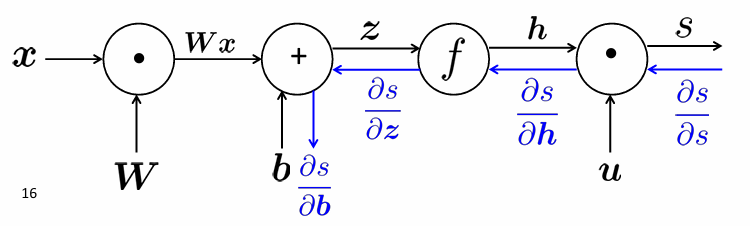 x • Wx + z f h • s
∂s/∂z ∂s/∂h ∂s/∂s
W b ∂s/∂b u
16